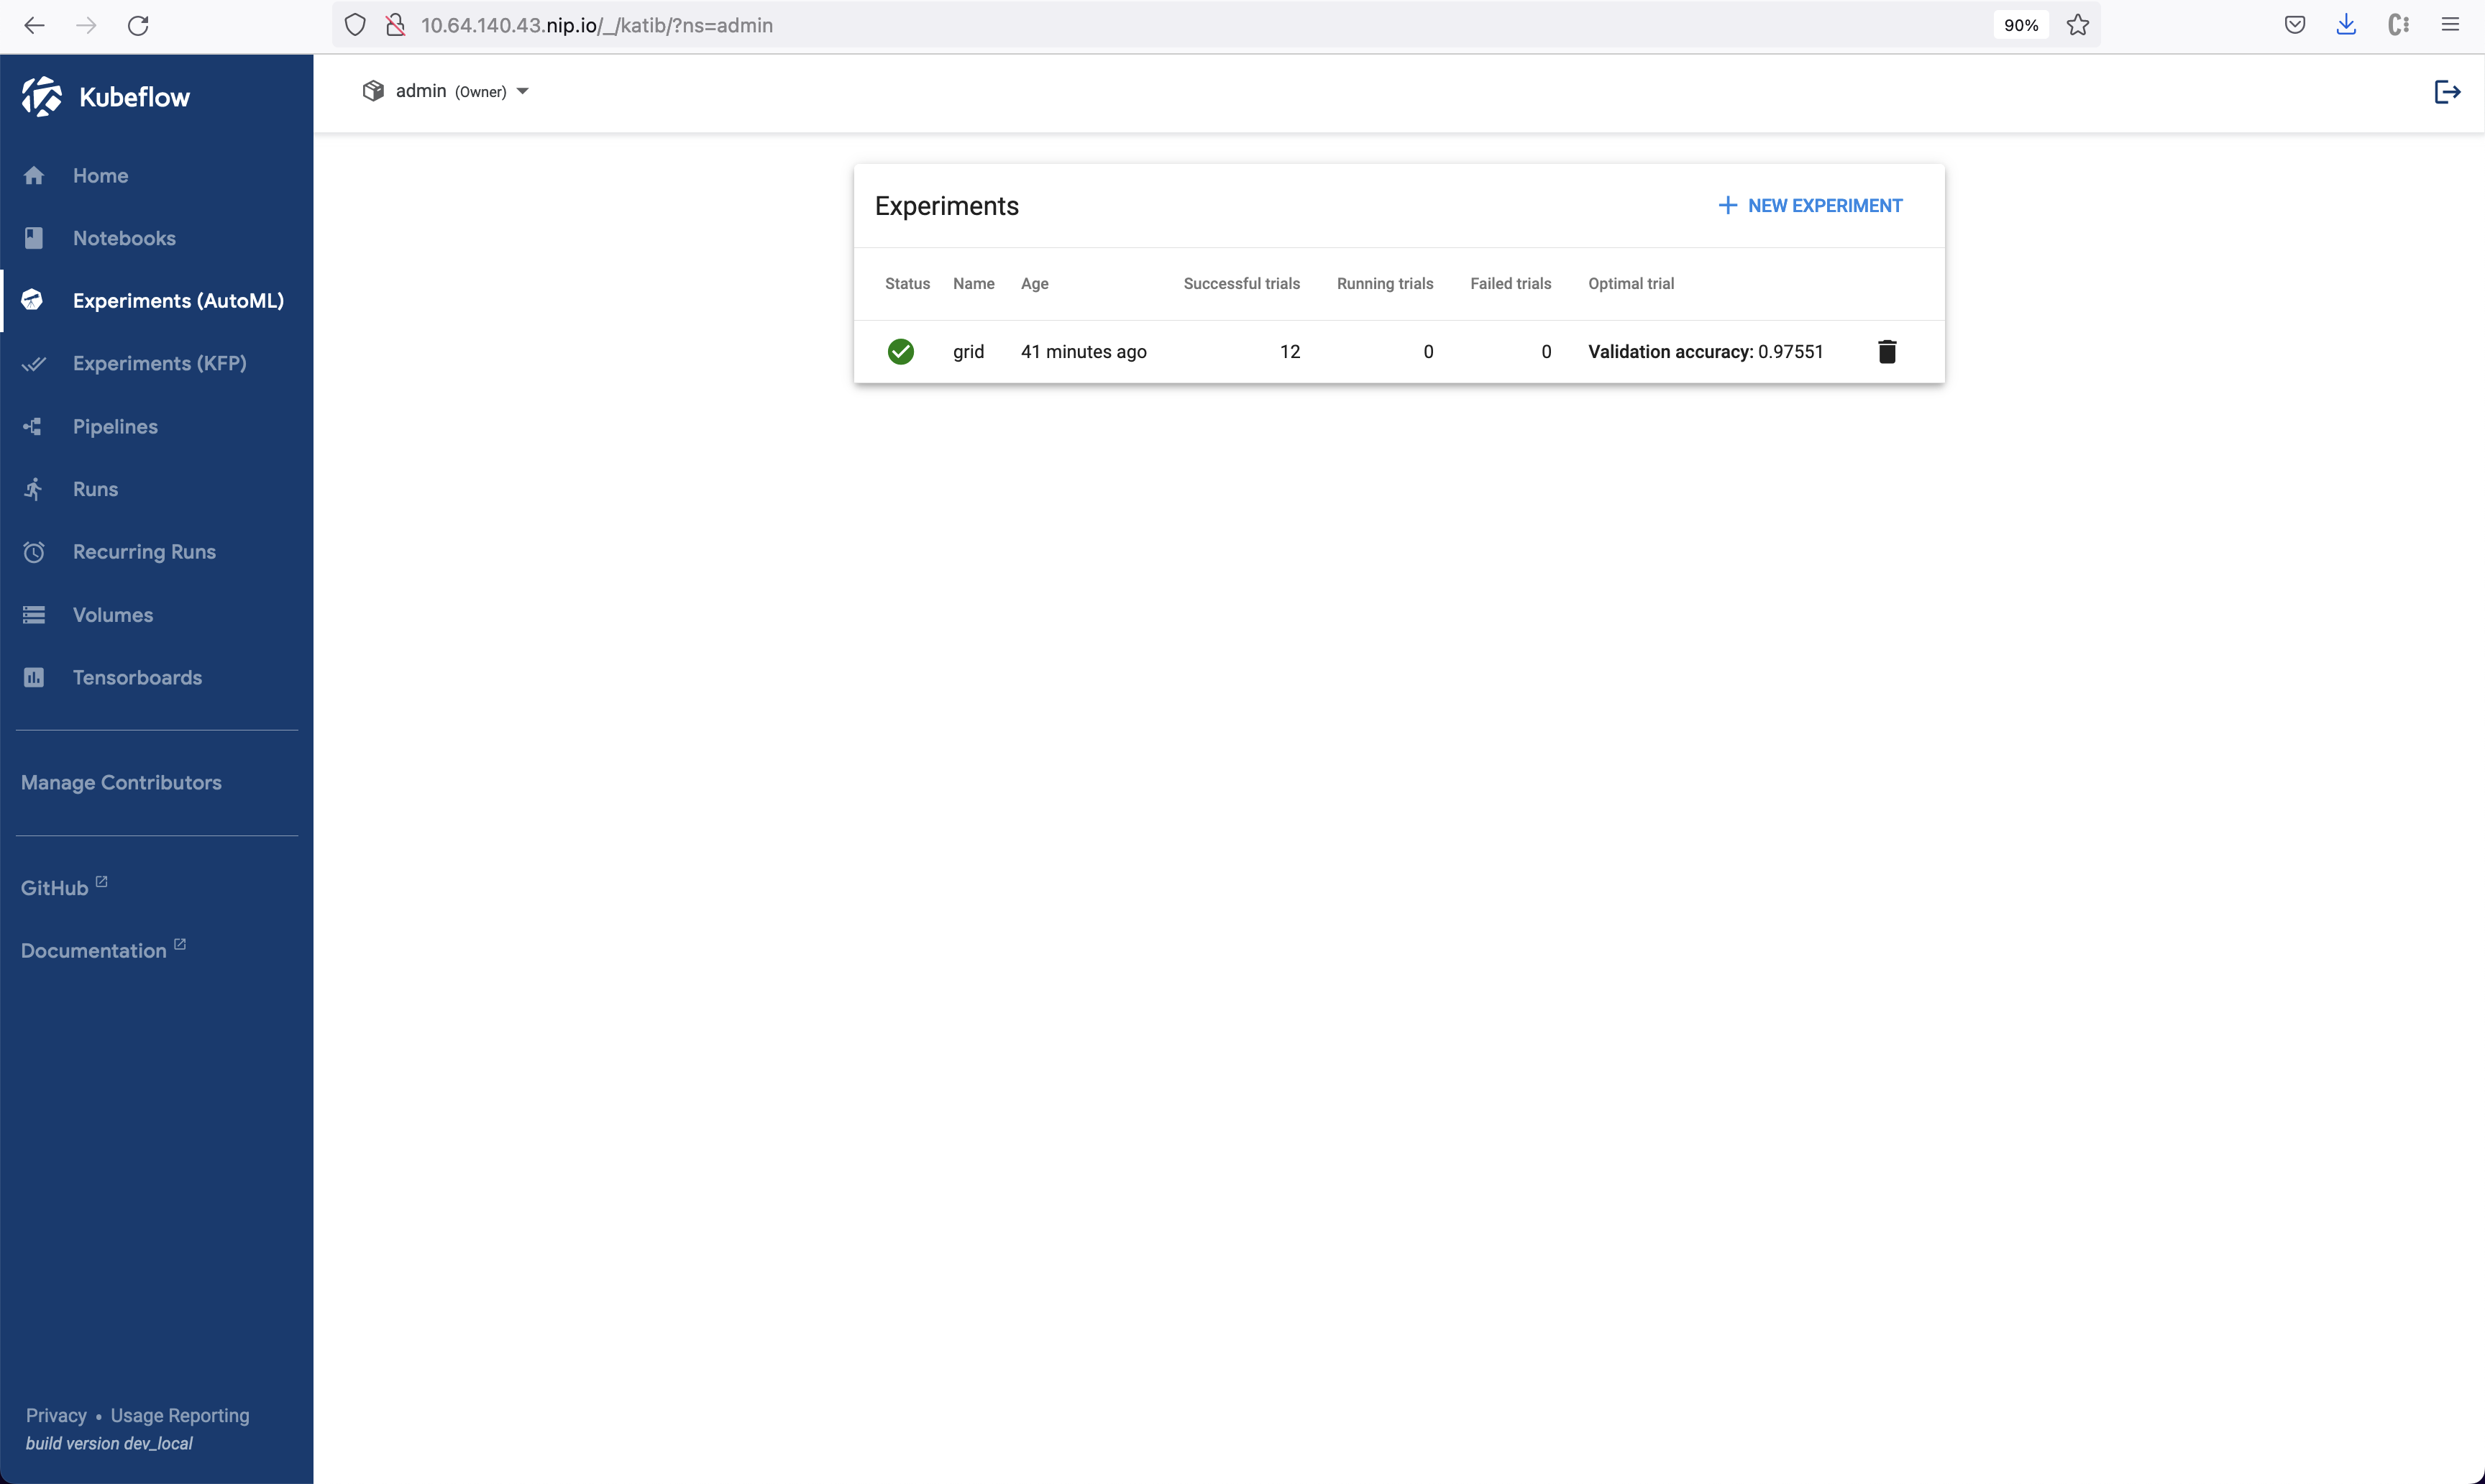 10.64.140.43.nip.io/_/katib/?ns=admin
90%
Kubeflow
admin (Owner)
Home
Notebooks
Experiments (AutoML)
Experiments (KFP)
Pipelines
Runs
Recurring Runs
Volumes
Tensorboards
Manage Contributors
GitHub
Documentation
Privacy • Usage Reporting
build version dev_local
Experiments
NEW EXPERIMENT
Status Name Age Successful trials Running trials Failed trials Optimal trial
grid 41 minutes ago 12 0 0 Validation accuracy: 0.97551